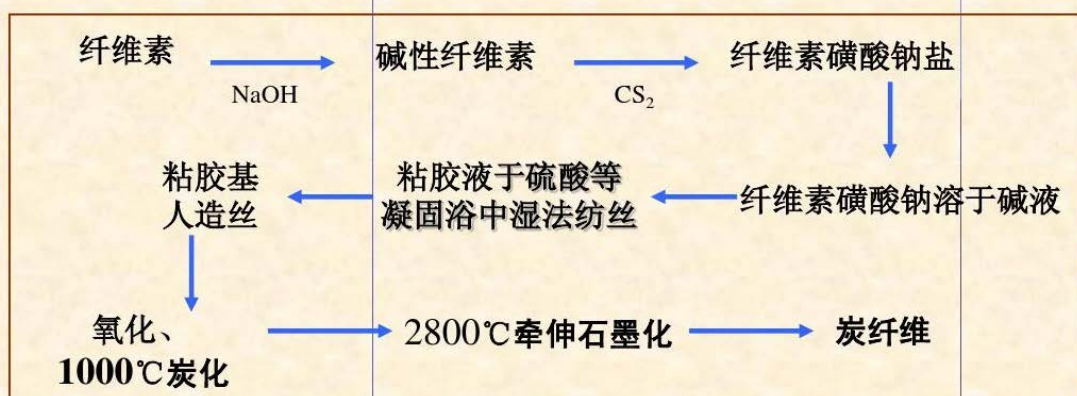 纤维素
碱性纤维素
纤维素磺酸钠盐
NaOH
CS₂
粘胶基
人造丝
粘胶液于硫酸等
凝固浴中湿法纺丝
纤维素磺酸钠溶于碱液
氧化、
1000℃炭化
2800℃牵伸石墨化
炭纤维